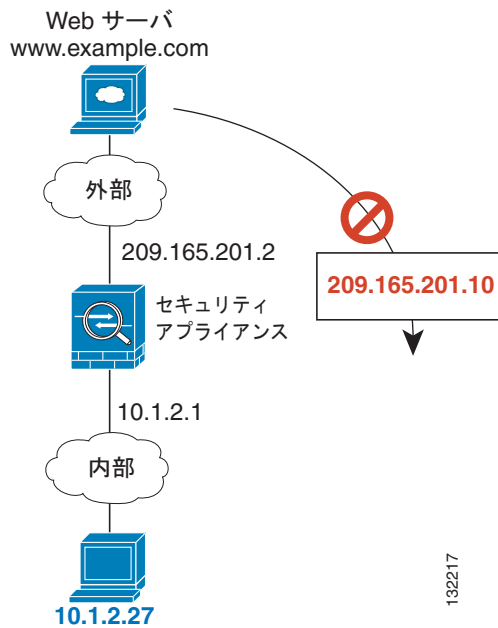 Web サーバ
www.example.com
外部
209.165.201.2
209.165.201.10
セキュリティ
アプライアンス
10.1.2.1
内部
10.1.2.27
132217